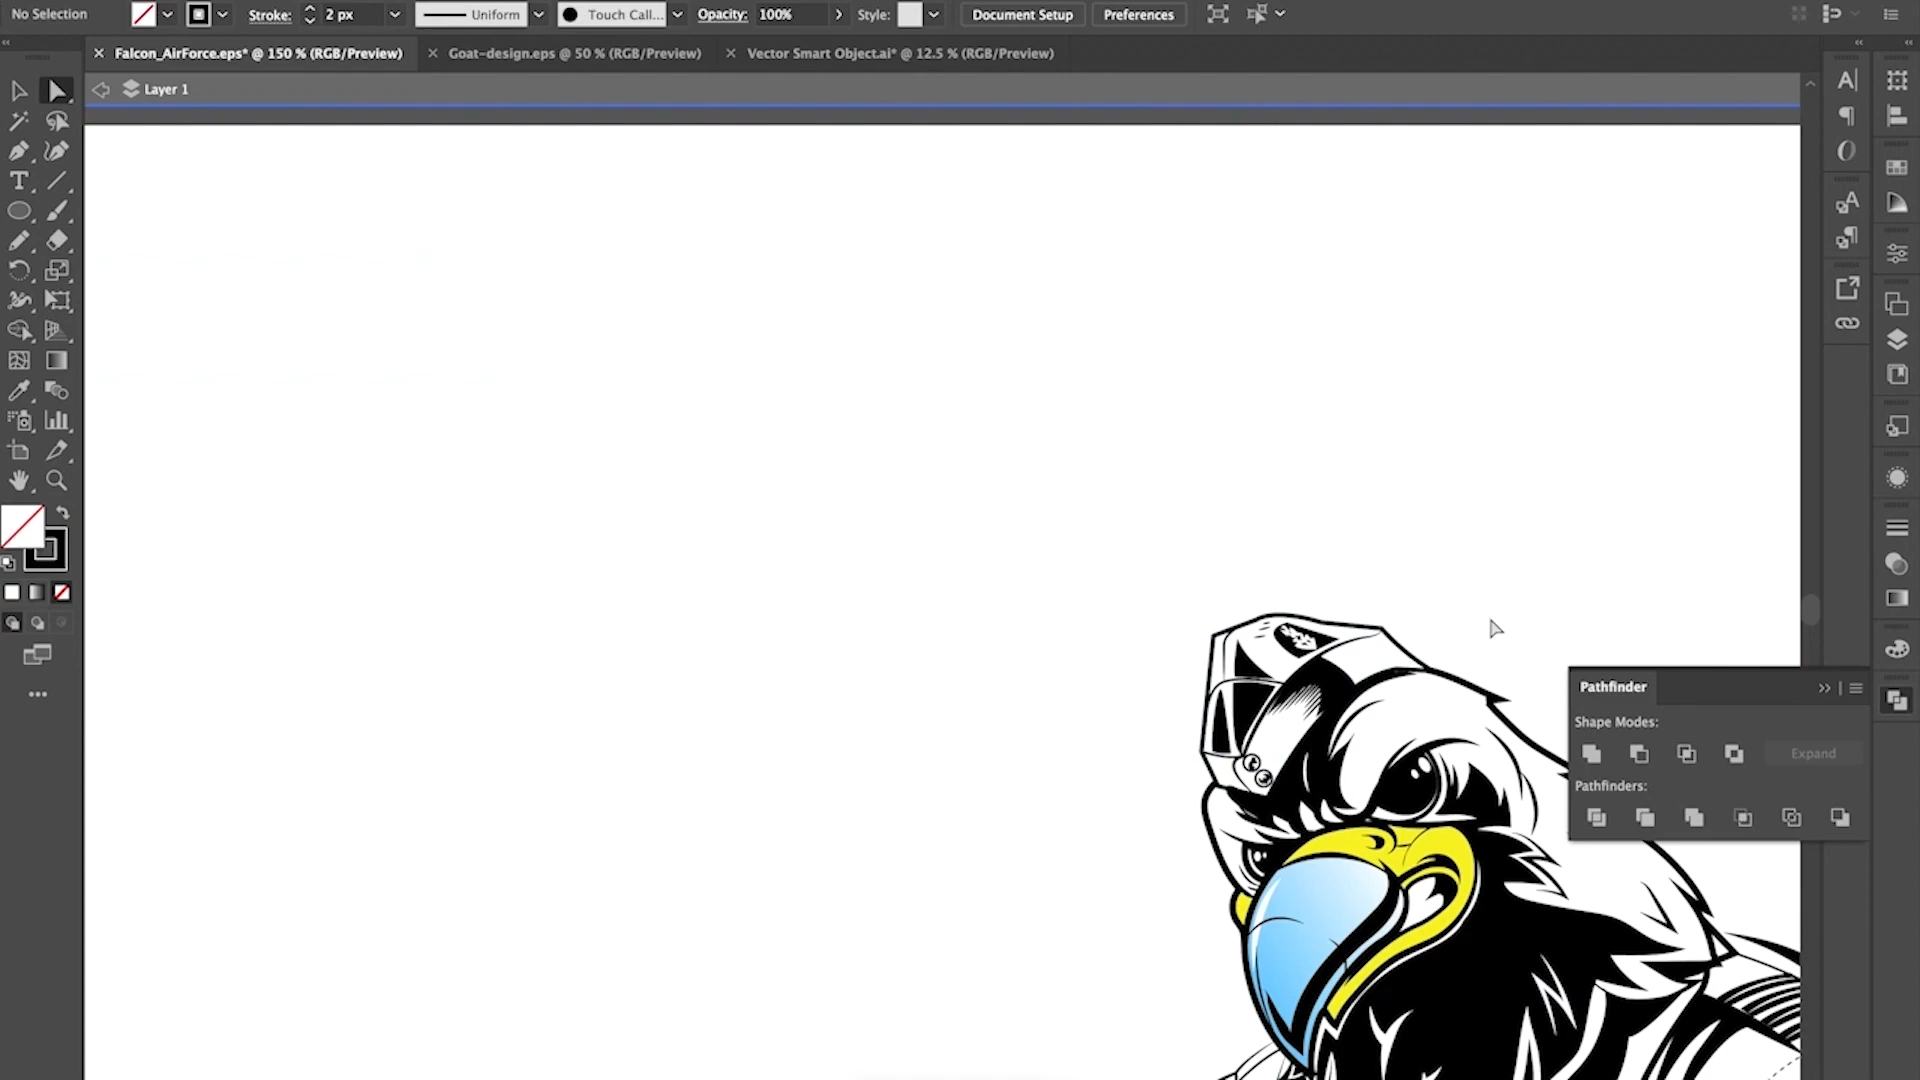 No Selection Stroke: 2 px Uniform Touch Call... Opacity: 100% Style: Document Setup Preferences
Falcon_AirForce.eps* @ 150 % (RGB/Preview) Goat-design.eps @ 50 % (RGB/Preview) Vector Smart Object.ai* @ 12.5 % (RGB/Preview)
Layer 1
Pathfinder
Shape Modes:
Expand
Pathfinders: